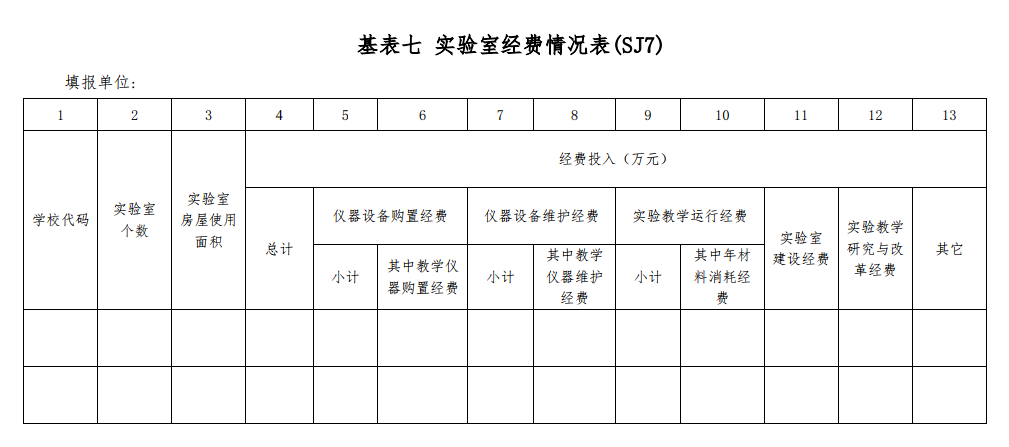 基表七 实验室经费情况表(SJ7)
填报单位:
1 2 3 4 5 6 7 8 9 10 11 12 13
学校代码
实验室
个数
实验室
房屋使用
面积
经费投入（万元）
总计
仪器设备购置经费
仪器设备维护经费
实验教学运行经费
实验室
建设经费
实验教学
研究与改
革经费
其它
小计
其中教学仪
器购置经费
小计
其中教学
仪器维护
经费
小计
其中年材
料消耗经
费